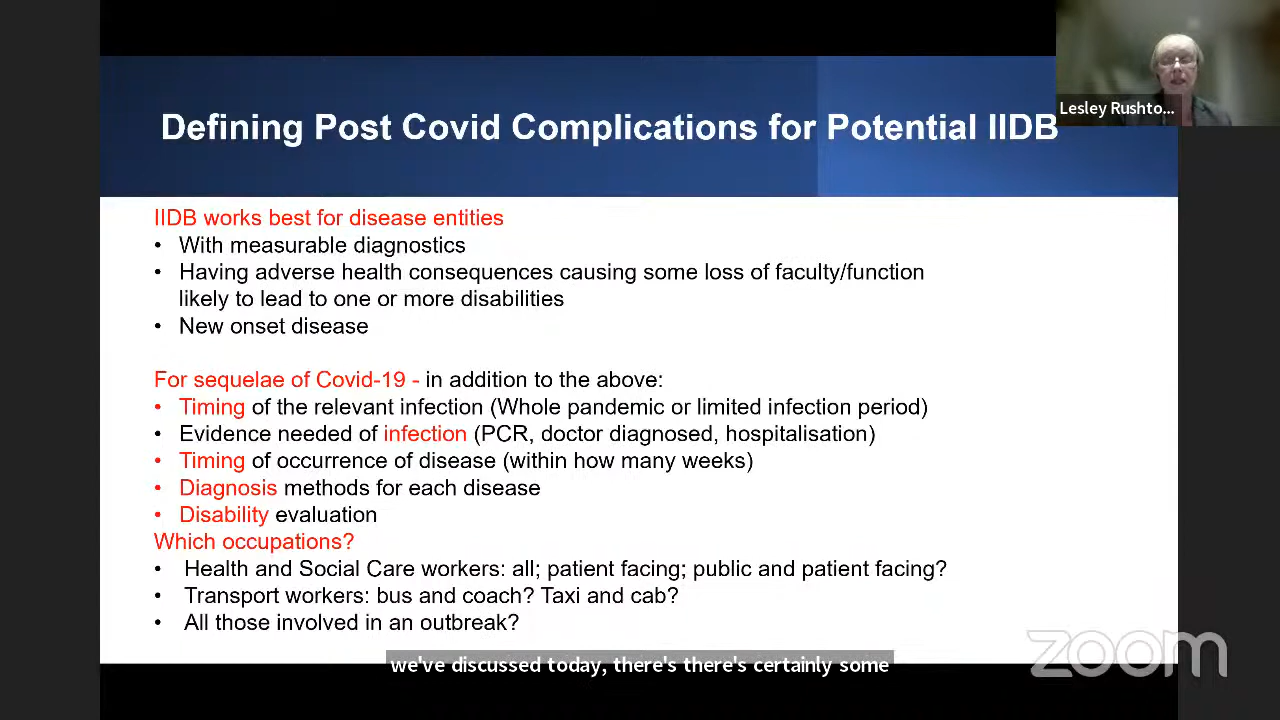 Defining Post Covid Complications for Potential IIDB
Lesley Rushto...
IIDB works best for disease entities
• With measurable diagnostics
• Having adverse health consequences causing some loss of faculty/function
likely to lead to one or more disabilities
• New onset disease
For sequelae of Covid-19 - in addition to the above:
• Timing of the relevant infection (Whole pandemic or limited infection period)
• Evidence needed of infection (PCR, doctor diagnosed, hospitalisation)
• Timing of occurrence of disease (within how many weeks)
• Diagnosis methods for each disease
• Disability evaluation
Which occupations?
• Health and Social Care workers: all; patient facing; public and patient facing?
• Transport workers: bus and coach? Taxi and cab?
• All those involved in an outbreak?
zoom
we've discussed today, there's there's certainly some